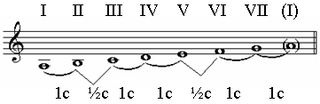 I II III IV V VI VII (I)
1c ½c 1c 1c ½c 1c 1c